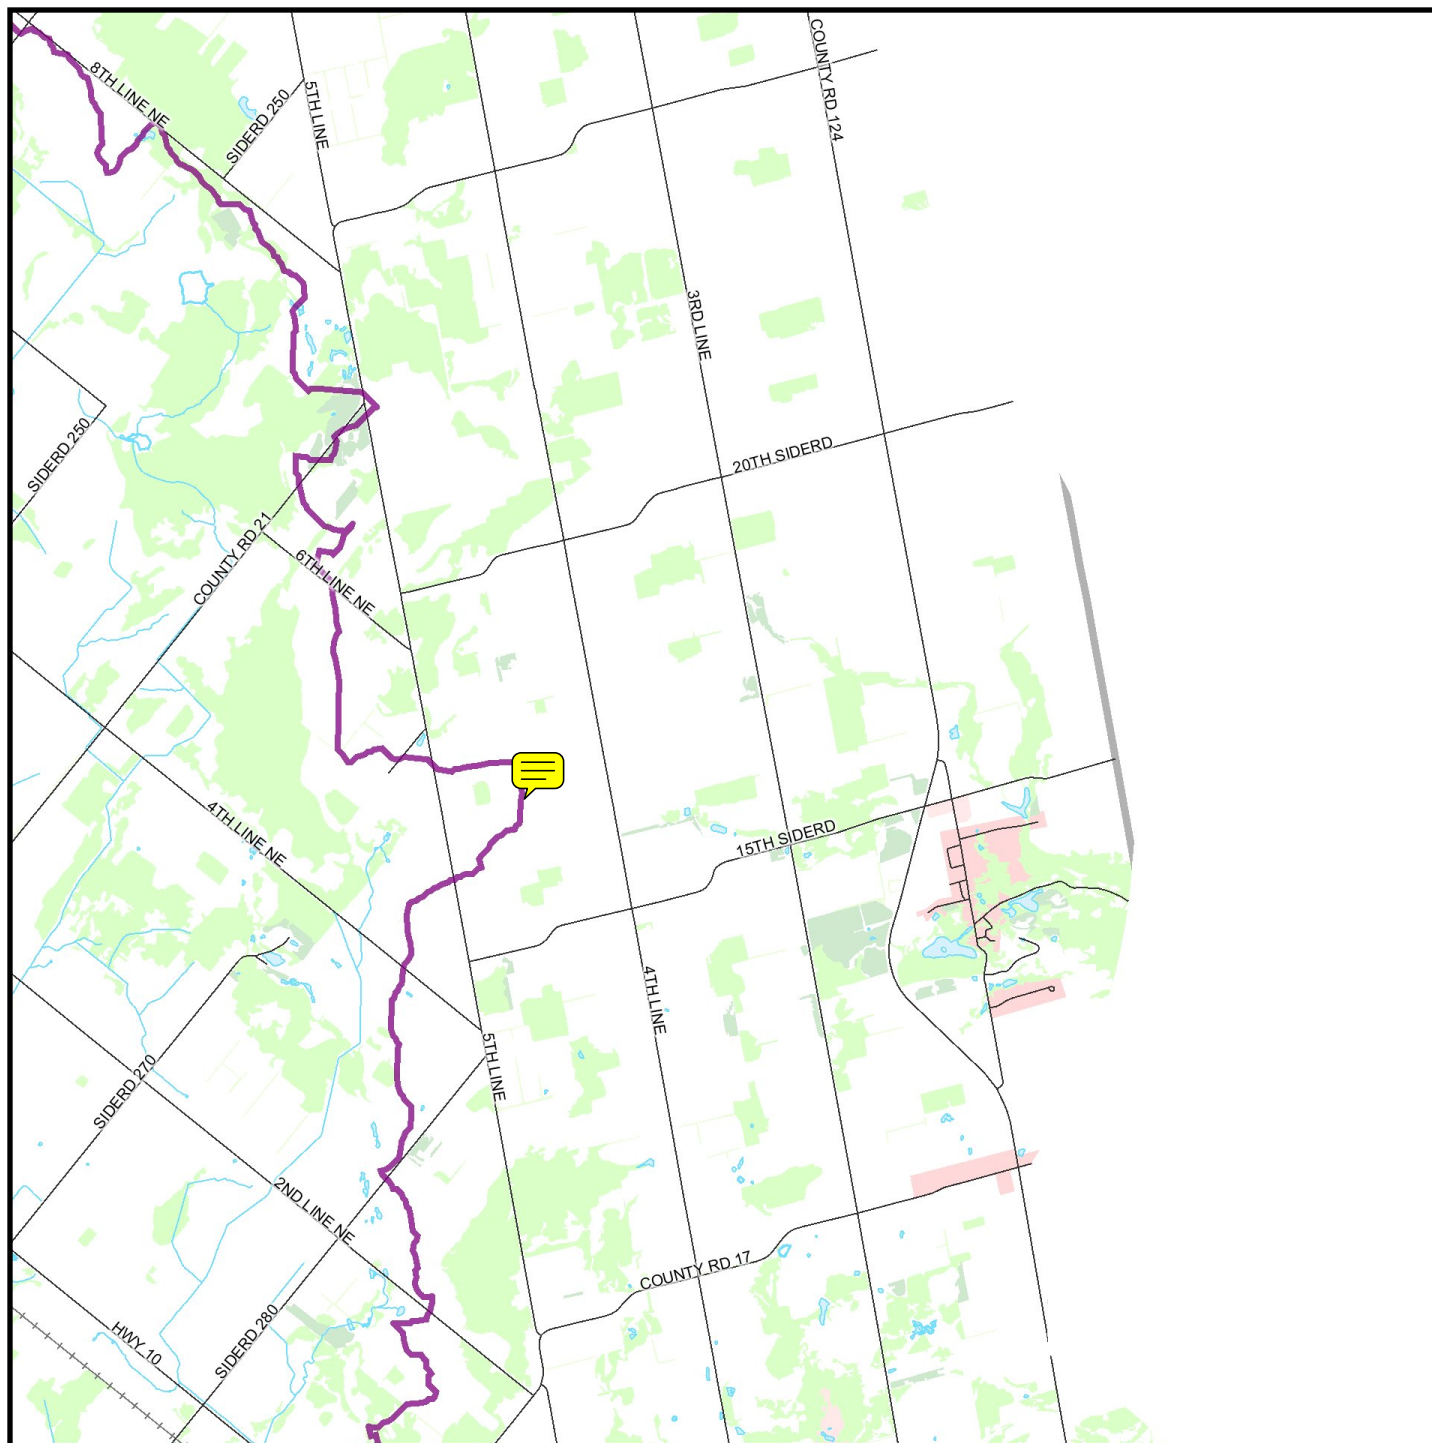 8TH LINE NE
SIDERD 250
5TH LINE
COUNTY RD 124
3RD LINE
SIDERD 250
20TH SIDERD
COUNTY RD 21
6TH LINE NE
4TH LINE NE
15TH SIDERD
4TH LINE
5TH LINE
SIDERD 270
2ND LINE NE
COUNTY RD 17
SIDERD 280
HWY 10